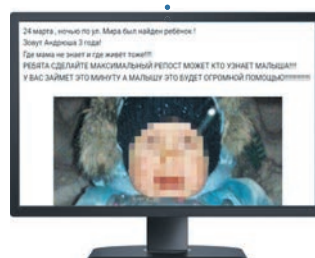 24 марта , ночью по ул. Мира был найден ребёнок !
Зовут Андрюша 3 года!
Где мама не знает и где живёт тоже!!!!
РЕБЯТА СДЕЛАЙТЕ МАКСИМАЛЬНЫЙ РЕПОСТ МОЖЕТ КТО УЗНАЕТ МАЛЫША!!!!
У ВАС ЗАЙМЕТ ЭТО МИНУТУ А МАЛЫШУ ЭТО БУДЕТ ОГРОМНОЙ ПОМОЩЬЮ!!!!!!!!!!!!